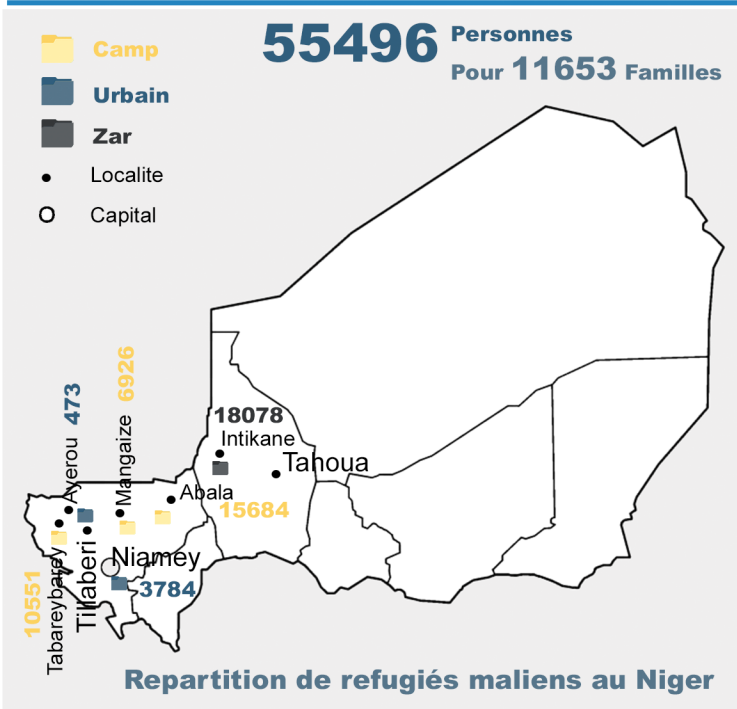 55496 Personnes
Pour 11653 Familles
Camp
Urbain
Zar
Localite
Capital
6926
473
18078
Intikane
Tahoua
Ayerou
Mangaize
Abala
15684
Niamey
3784
10551
Tabareybarey
Tillaberi
Repartition de refugiés maliens au Niger